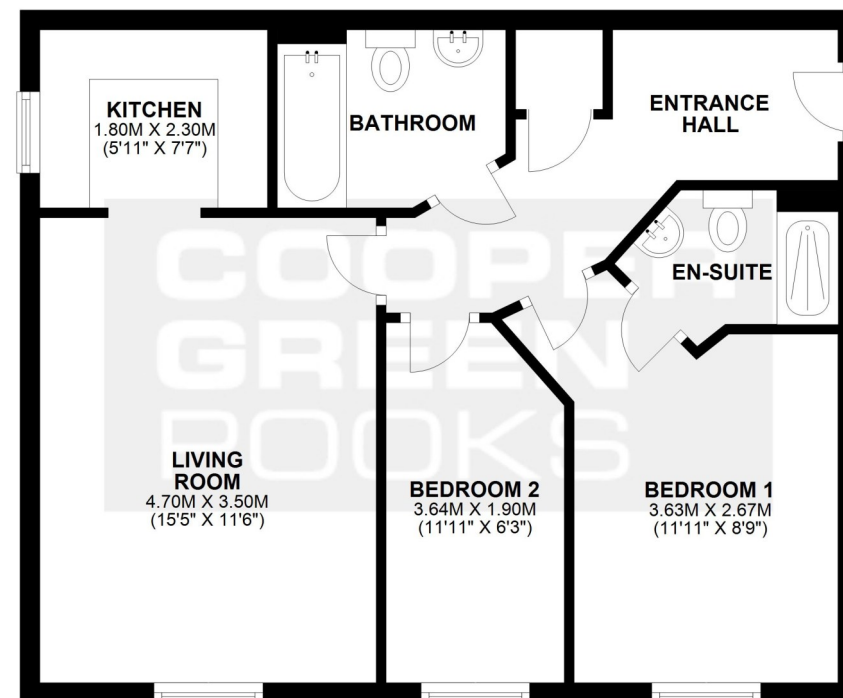 KITCHEN
1.80M X 2.30M
(5'11" X 7'7")
BATHROOM
ENTRANCE
HALL
EN-SUITE
COOPER
GREEN
POOKS
LIVING
ROOM
4.70M X 3.50M
(15'5" X 11'6")
BEDROOM 2
3.64M X 1.90M
(11'11" X 6'3")
BEDROOM 1
3.63M X 2.67M
(11'11" X 8'9")